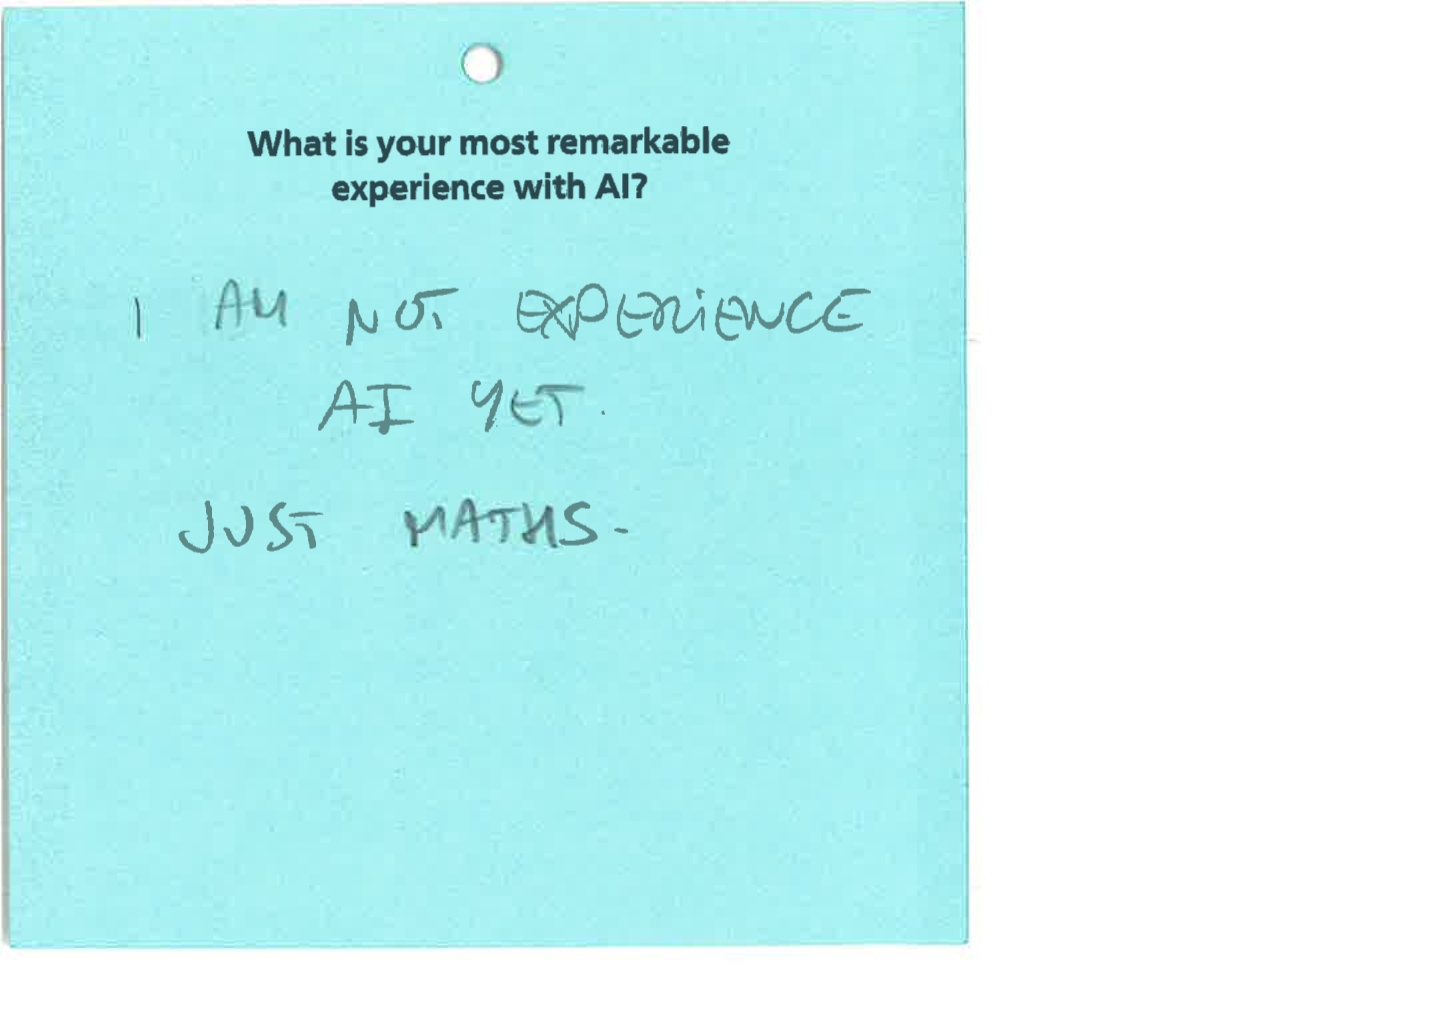 What is your most remarkable
experience with AI?
I AM NOT EXPERIENCE
AI YET.
JUST MATHS.